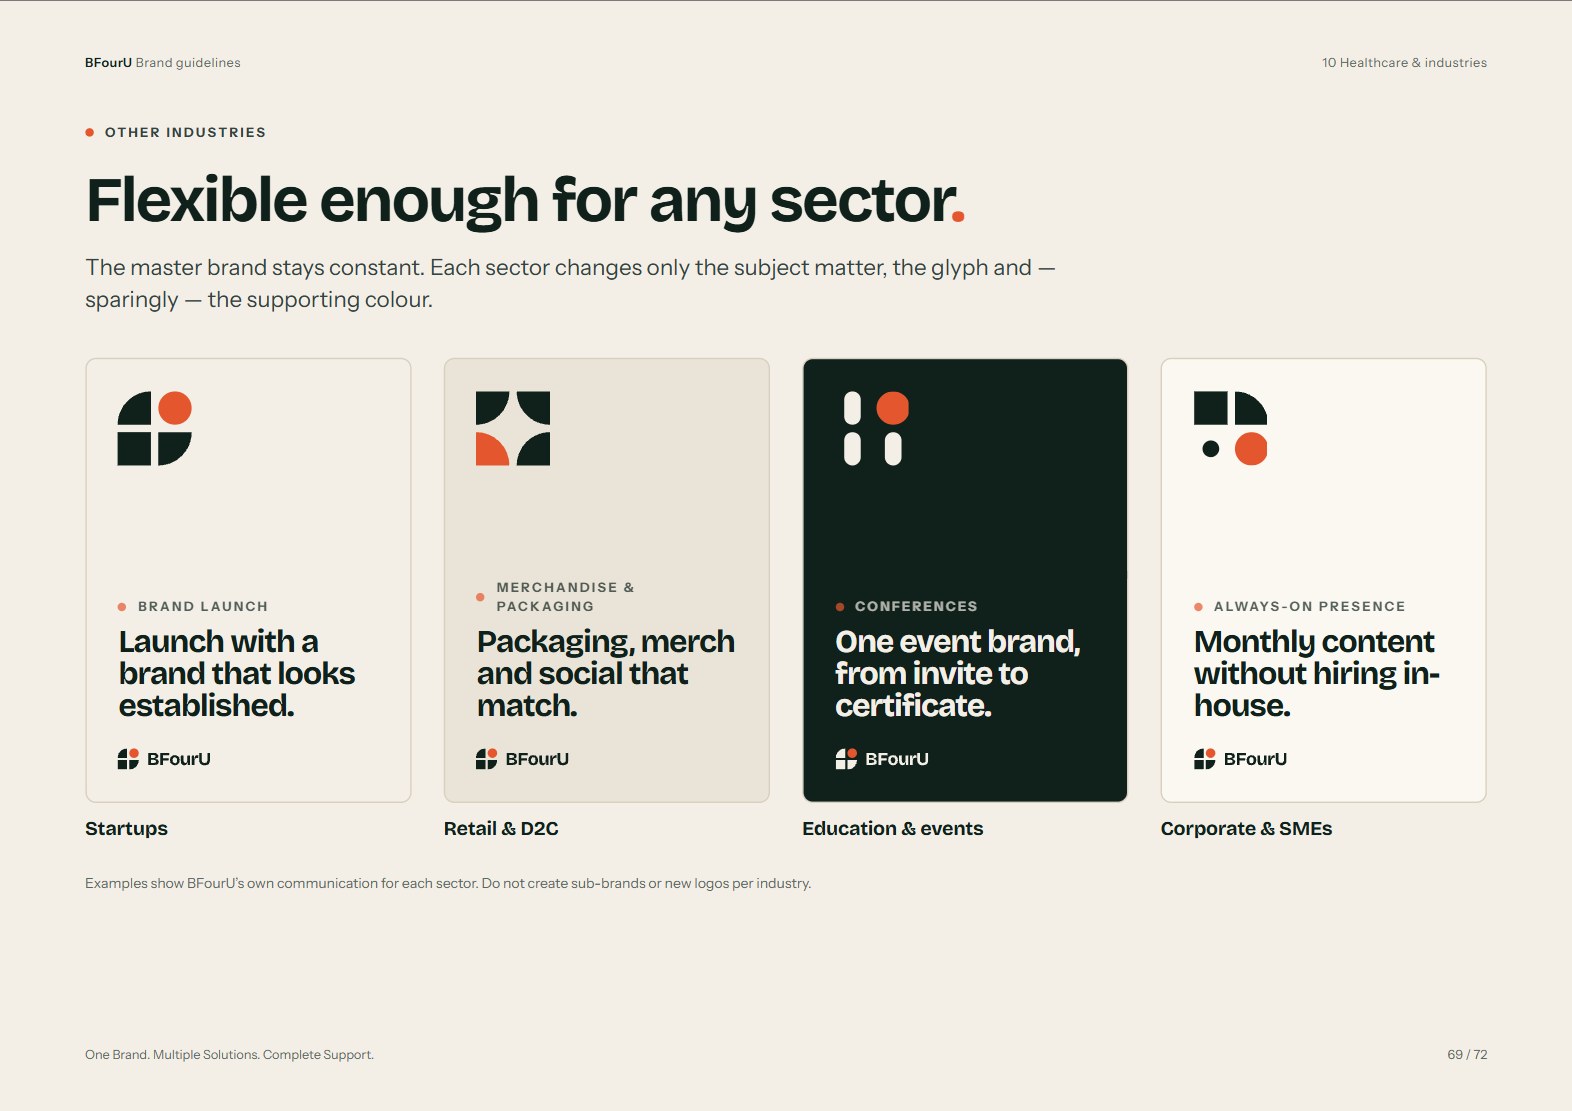 BFourU Brand guidelines
10 Healthcare & industries
OTHER INDUSTRIES
Flexible enough for any sector.
The master brand stays constant. Each sector changes only the subject matter, the glyph and —
sparingly — the supporting colour.
BRAND LAUNCH
Launch with a
brand that looks
established.
BFourU
Startups
MERCHANDISE &
PACKAGING
Packaging, merch
and social that
match.
BFourU
Retail & D2C
CONFERENCES
One event brand,
from invite to
certificate.
BFourU
Education & events
ALWAYS-ON PRESENCE
Monthly content
without hiring in-
house.
BFourU
Corporate & SMEs
Examples show BFourU's own communication for each sector. Do not create sub-brands or new logos per industry.
One Brand. Multiple Solutions. Complete Support.
69 / 72